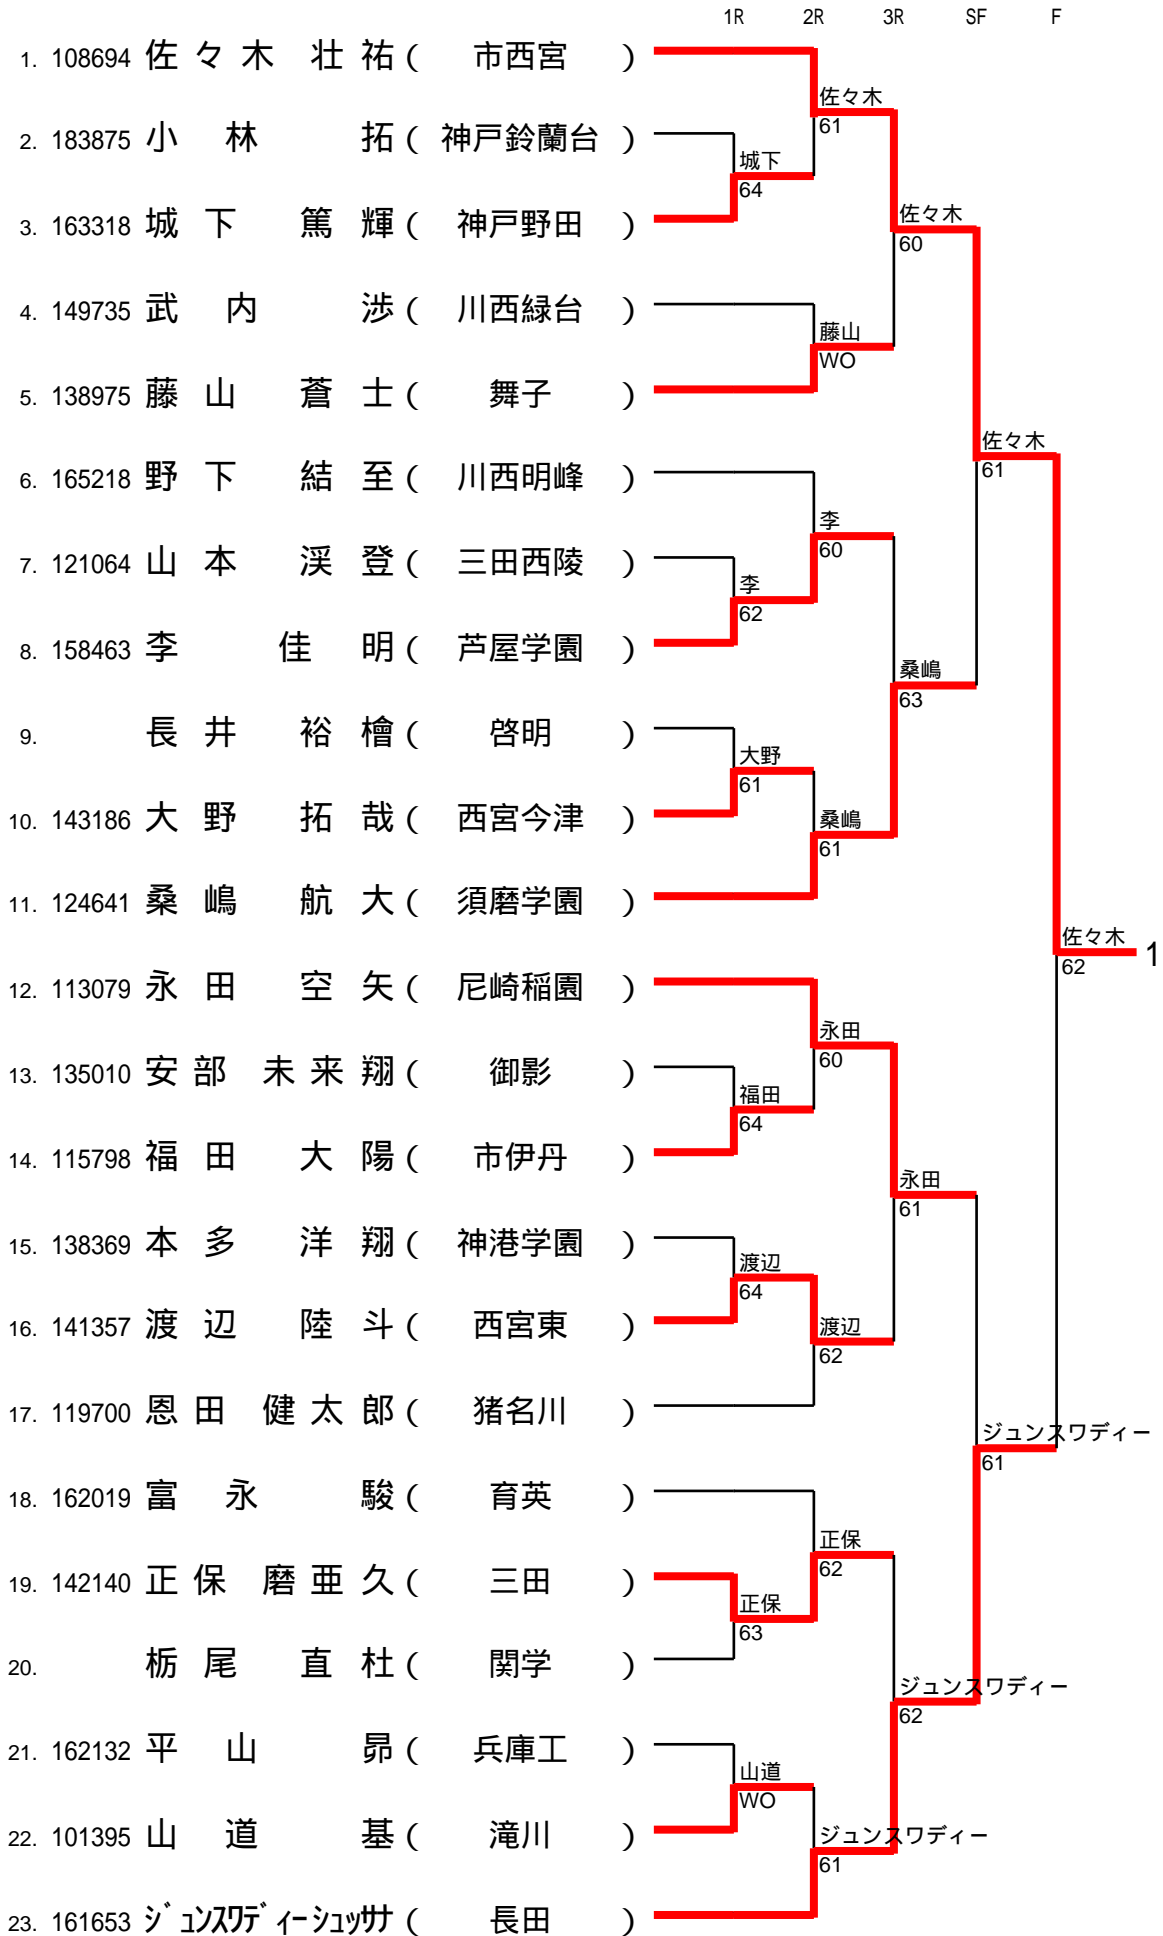 1R 2R 3R SF F
1. 108694 佐々木 壮祐 ( 市西宮 )
佐々木
61
2. 183875 小林 拓 ( 神戸鈴蘭台 )
城下
64
3. 163318 城下 篤輝 ( 神戸野田 )
佐々木
60
4. 149735 武内 渉 ( 川西緑台 )
藤山
WO
5. 138975 藤山 蒼士 ( 舞子 )
佐々木
61
6. 165218 野下 結至 ( 川西明峰 )
李
60
7. 121064 山本 渓登 ( 三田西陵 )
李
62
8. 158463 李 佳明 ( 芦屋学園 )
桑嶋
63
9. 長井 裕檜 ( 啓明 )
大野
61
10. 143186 大野 拓哉 ( 西宮今津 )
桑嶋
61
11. 124641 桑嶋 航大 ( 須磨学園 )
佐々木 1
62
12. 113079 永田 空矢 ( 尼崎稲園 )
永田
60
13. 135010 安部 未来翔 ( 御影 )
福田
64
14. 115798 福田 大陽 ( 市伊丹 )
永田
61
15. 138369 本多 洋翔 ( 神港学園 )
渡辺
64
16. 141357 渡辺 陸斗 ( 西宮東 )
渡辺
62
17. 119700 恩田 健太郎 ( 猪名川 )
ジュンスワディー
61
18. 162019 富永 駿 ( 育英 )
正保
62
19. 142140 正保 磨亜久 ( 三田 )
正保
63
20. 栃尾 直杜 ( 関学 )
ジュンスワディー
62
21. 162132 平山 昴 ( 兵庫工 )
山道
WO
22. 101395 山道 基 ( 滝川 )
ジュンスワディー
61
23. 161653 ｼﾞｭﾝｽﾜﾃﾞｨｰｼｭｯｻﾅ ( 長田 )